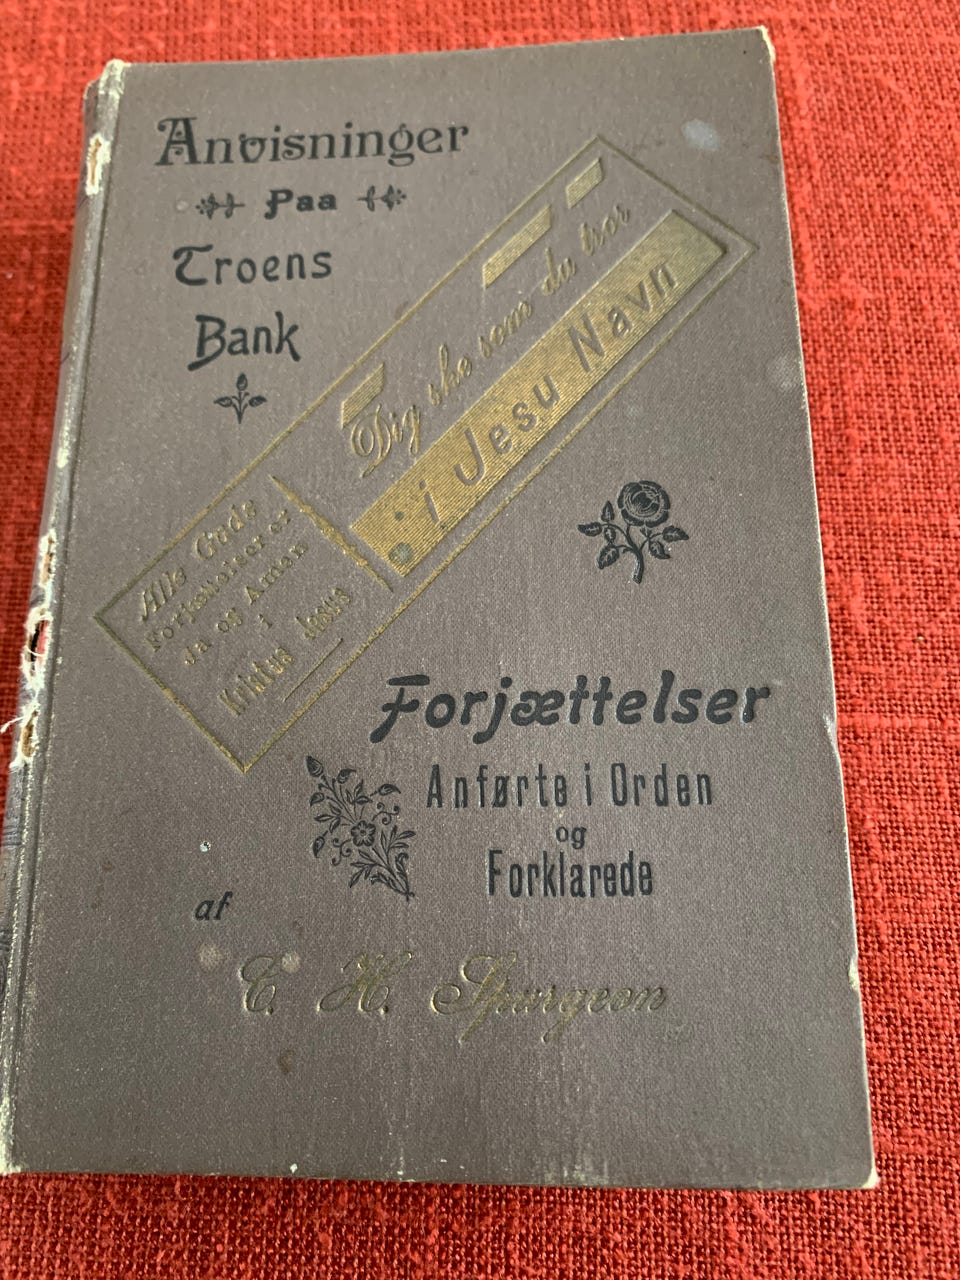 Anvisninger
Paa
Troens
Bank
Dig ske som du tror
i Jesu Navn
Alle Guds
Forjættelser er
Ja og Amen
i
Kristus Jesus
Forjættelser
Anførte i Orden
og
Forklarede
af
C. H. Spurgeon